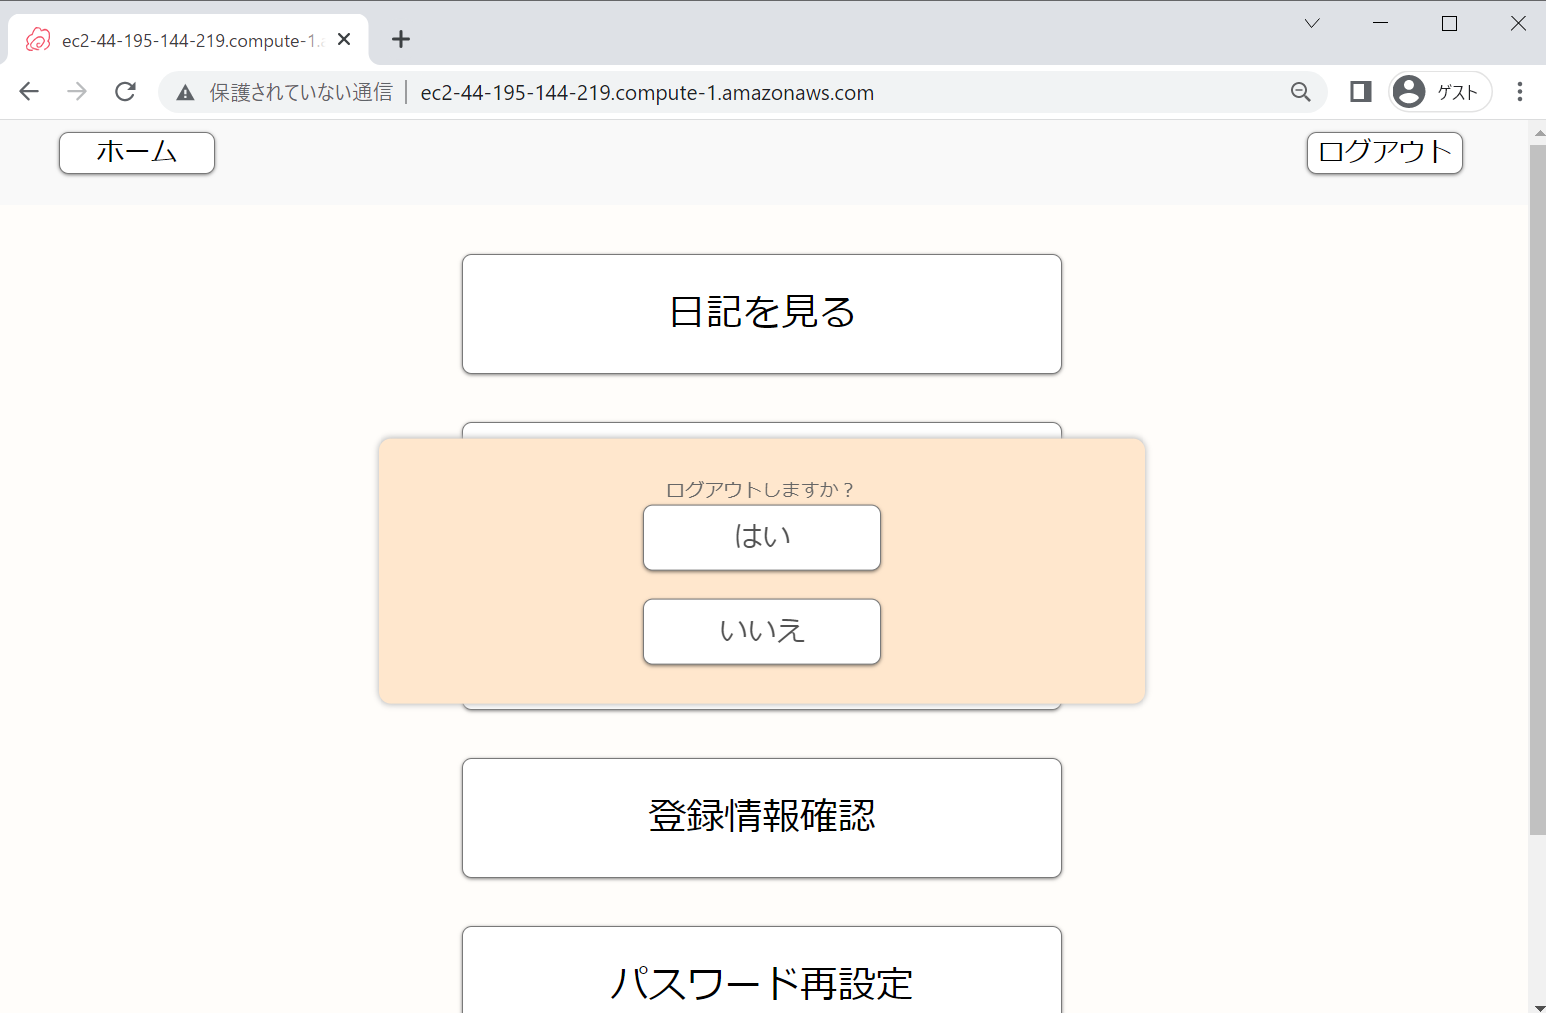 ec2-44-195-144-219.compute-1.
保護されていない通信 ec2-44-195-144-219.compute-1.amazonaws.com ゲスト
ホーム ログアウト
日記を見る
ログアウトしますか？
はい
いいえ
登録情報確認
パスワード再設定